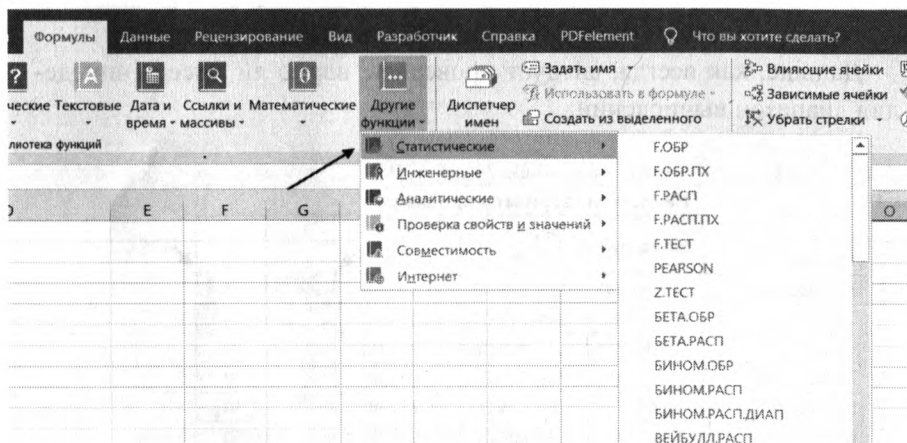 Формулы Данные Рецензирование Вид Разработчик Справка PDFelement Что вы хотите сделать?
ческие Текстовые Дата и время Ссылки и массивы Математические Другие функции Диспетчер имен
Задать имя
Использовать в формуле
Создать из выделенного
Влияющие ячейки
Зависимые ячейки
Убрать стрелки
лиотека функций
Статистические
Инженерные
Аналитические
Проверка свойств и значений
Совместимость
Интернет
F.ОБР
F.ОБР.ПХ
F.РАСП
F.РАСП.ПХ
F.ТЕСТ
PEARSON
Z.ТЕСТ
БЕТА.ОБР
БЕТА.РАСП
БИНОМ.ОБР
БИНОМ.РАСП
БИНОМ.РАСП.ДИАП
ВЕЙБУЛЛ.РАСП
E F G O